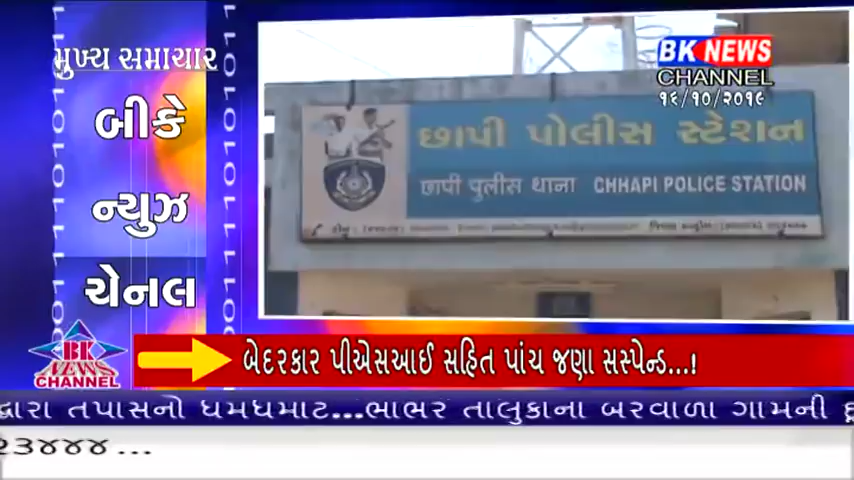 મુખ્ય સમાચાર
બીકે
ન્યુઝ
ચેનલ
BK NEWS
CHANNEL
૧૬/૧૦/૨૦૧૯
છાપી પોલીસ સ્ટેશન
છાપી પુલીસ થાના CHHAPI POLICE STATION
BK
NEWS
CHANNEL
બેદરકાર પીએસઆઈ સહિત પાંચ જણા સસ્પેન્ડ...!
દ્વારા તપાસનો ધમધમાટ...ભાભર તાલુકાના બરવાળા ગામની
૨૩૪૪૪ ...